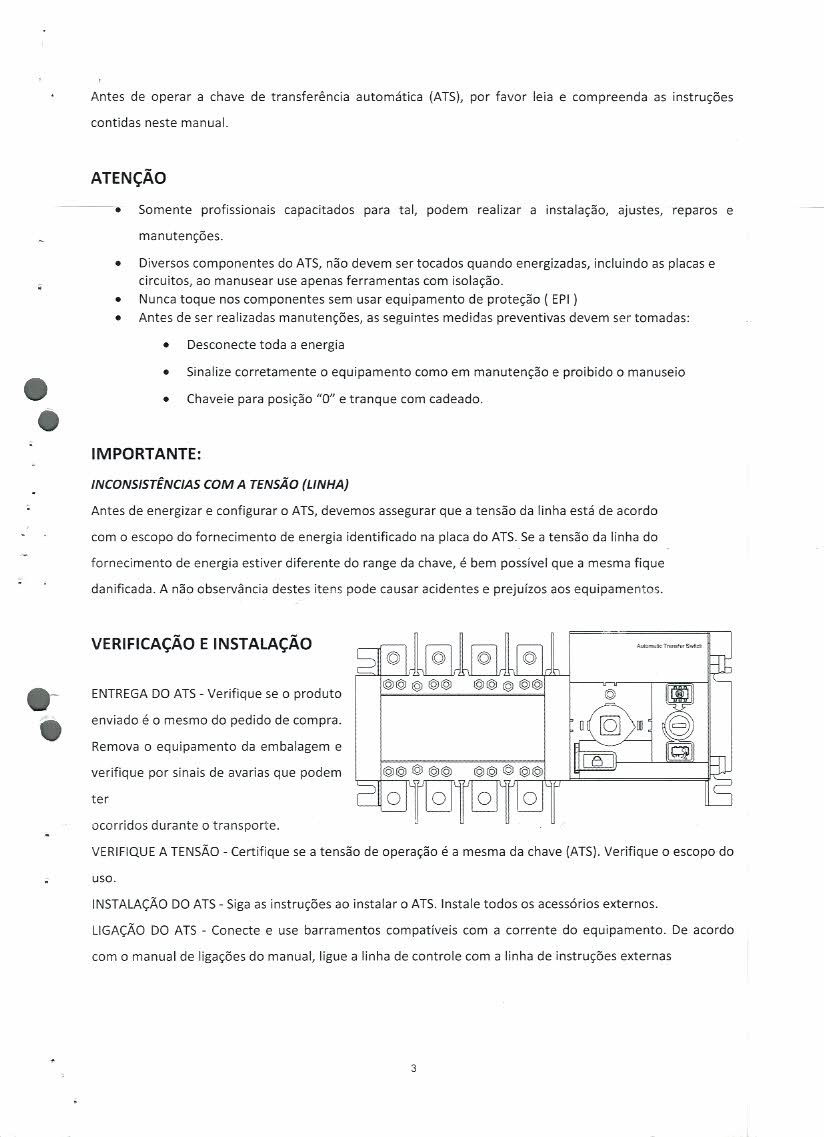 Antes de operar a chave de transferência automática (ATS), por favor leia e compreenda as instruções
contidas neste manual.
ATENÇÃO
• Somente profissionais capacitados para tal, podem realizar a instalação, ajustes, reparos e
manutenções.
• Diversos componentes do ATS, não devem ser tocados quando energizadas, incluindo as placas e
circuitos, ao manusear use apenas ferramentas com isolação.
• Nunca toque nos componentes sem usar equipamento de proteção ( EPI )
• Antes de ser realizadas manutenções, as seguintes medidas preventivas devem ser tomadas:
• Desconecte toda a energia
• Sinalize corretamente o equipamento como em manutenção e proibido o manuseio
• Chaveie para posição "0" e tranque com cadeado.
IMPORTANTE:
INCONSISTÊNCIAS COM A TENSÃO (LINHA)
Antes de energizar e configurar o ATS, devemos assegurar que a tensão da linha está de acordo
com o escopo do fornecimento de energia identificado na placa do ATS. Se a tensão da linha do
fornecimento de energia estiver diferente do range da chave, é bem possível que a mesma fique
danificada. A não observância destes itens pode causar acidentes e prejuízos aos equipamentos.
VERIFICAÇÃO E INSTALAÇÃO
Automatic Transfer Switch
ENTREGA DO ATS - Verifique se o produto
enviado é o mesmo do pedido de compra.
Remova o equipamento da embalagem e
verifique por sinais de avarias que podem
ter
ocorridos durante o transporte.
VERIFIQUE A TENSÃO - Certifique se a tensão de operação é a mesma da chave (ATS). Verifique o escopo do
uso.
INSTALAÇÃO DO ATS - Siga as instruções ao instalar o ATS. Instale todos os acessórios externos.
LIGAÇÃO DO ATS - Conecte e use barramentos compatíveis com a corrente do equipamento. De acordo
com o manual de ligações do manual, ligue a linha de controle com a linha de instruções externas
3